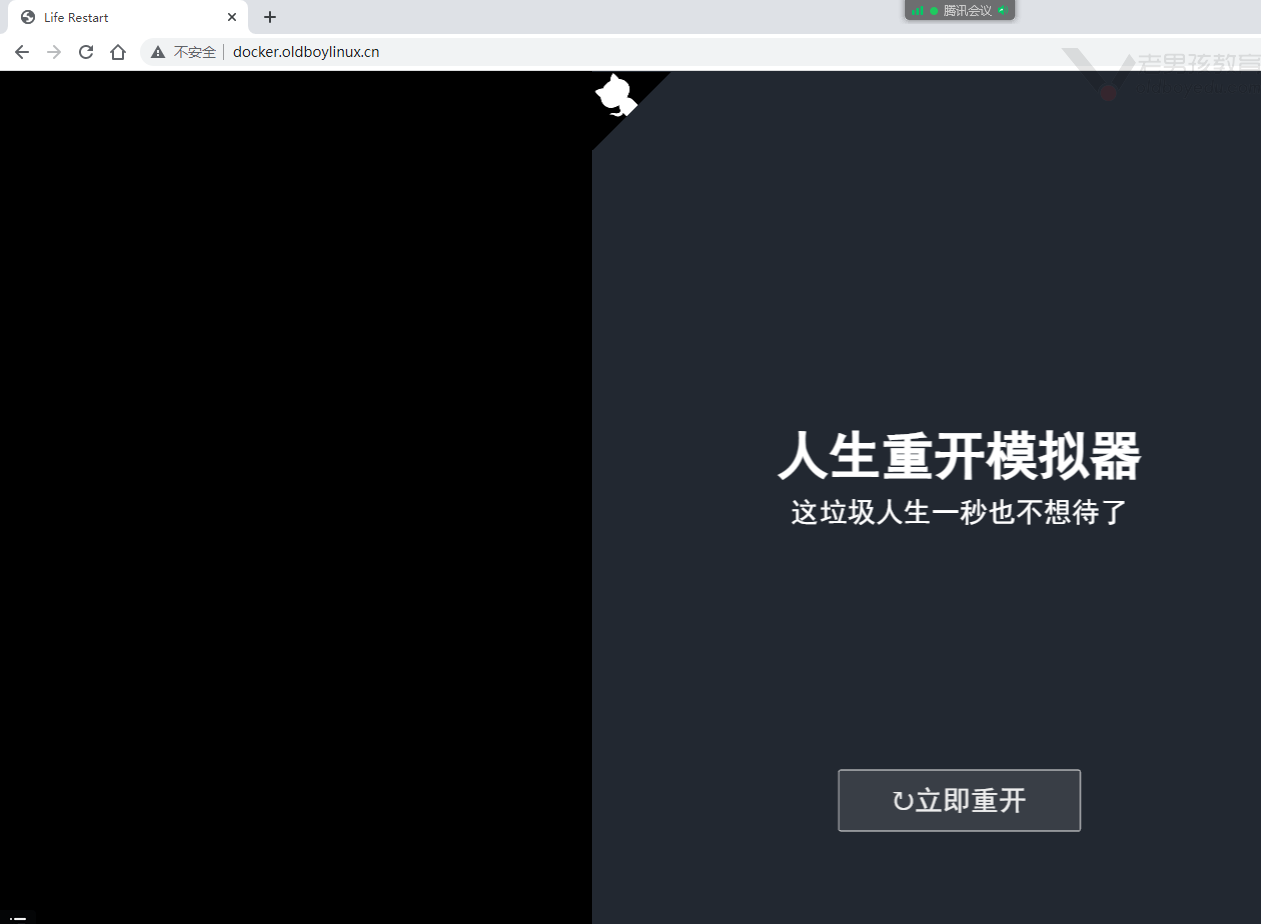 Life Restart
腾讯会议
不安全
docker.oldboylinux.cn
老男孩教育
人生重开模拟器
这垃圾人生一秒也不想待了
↻立即重开